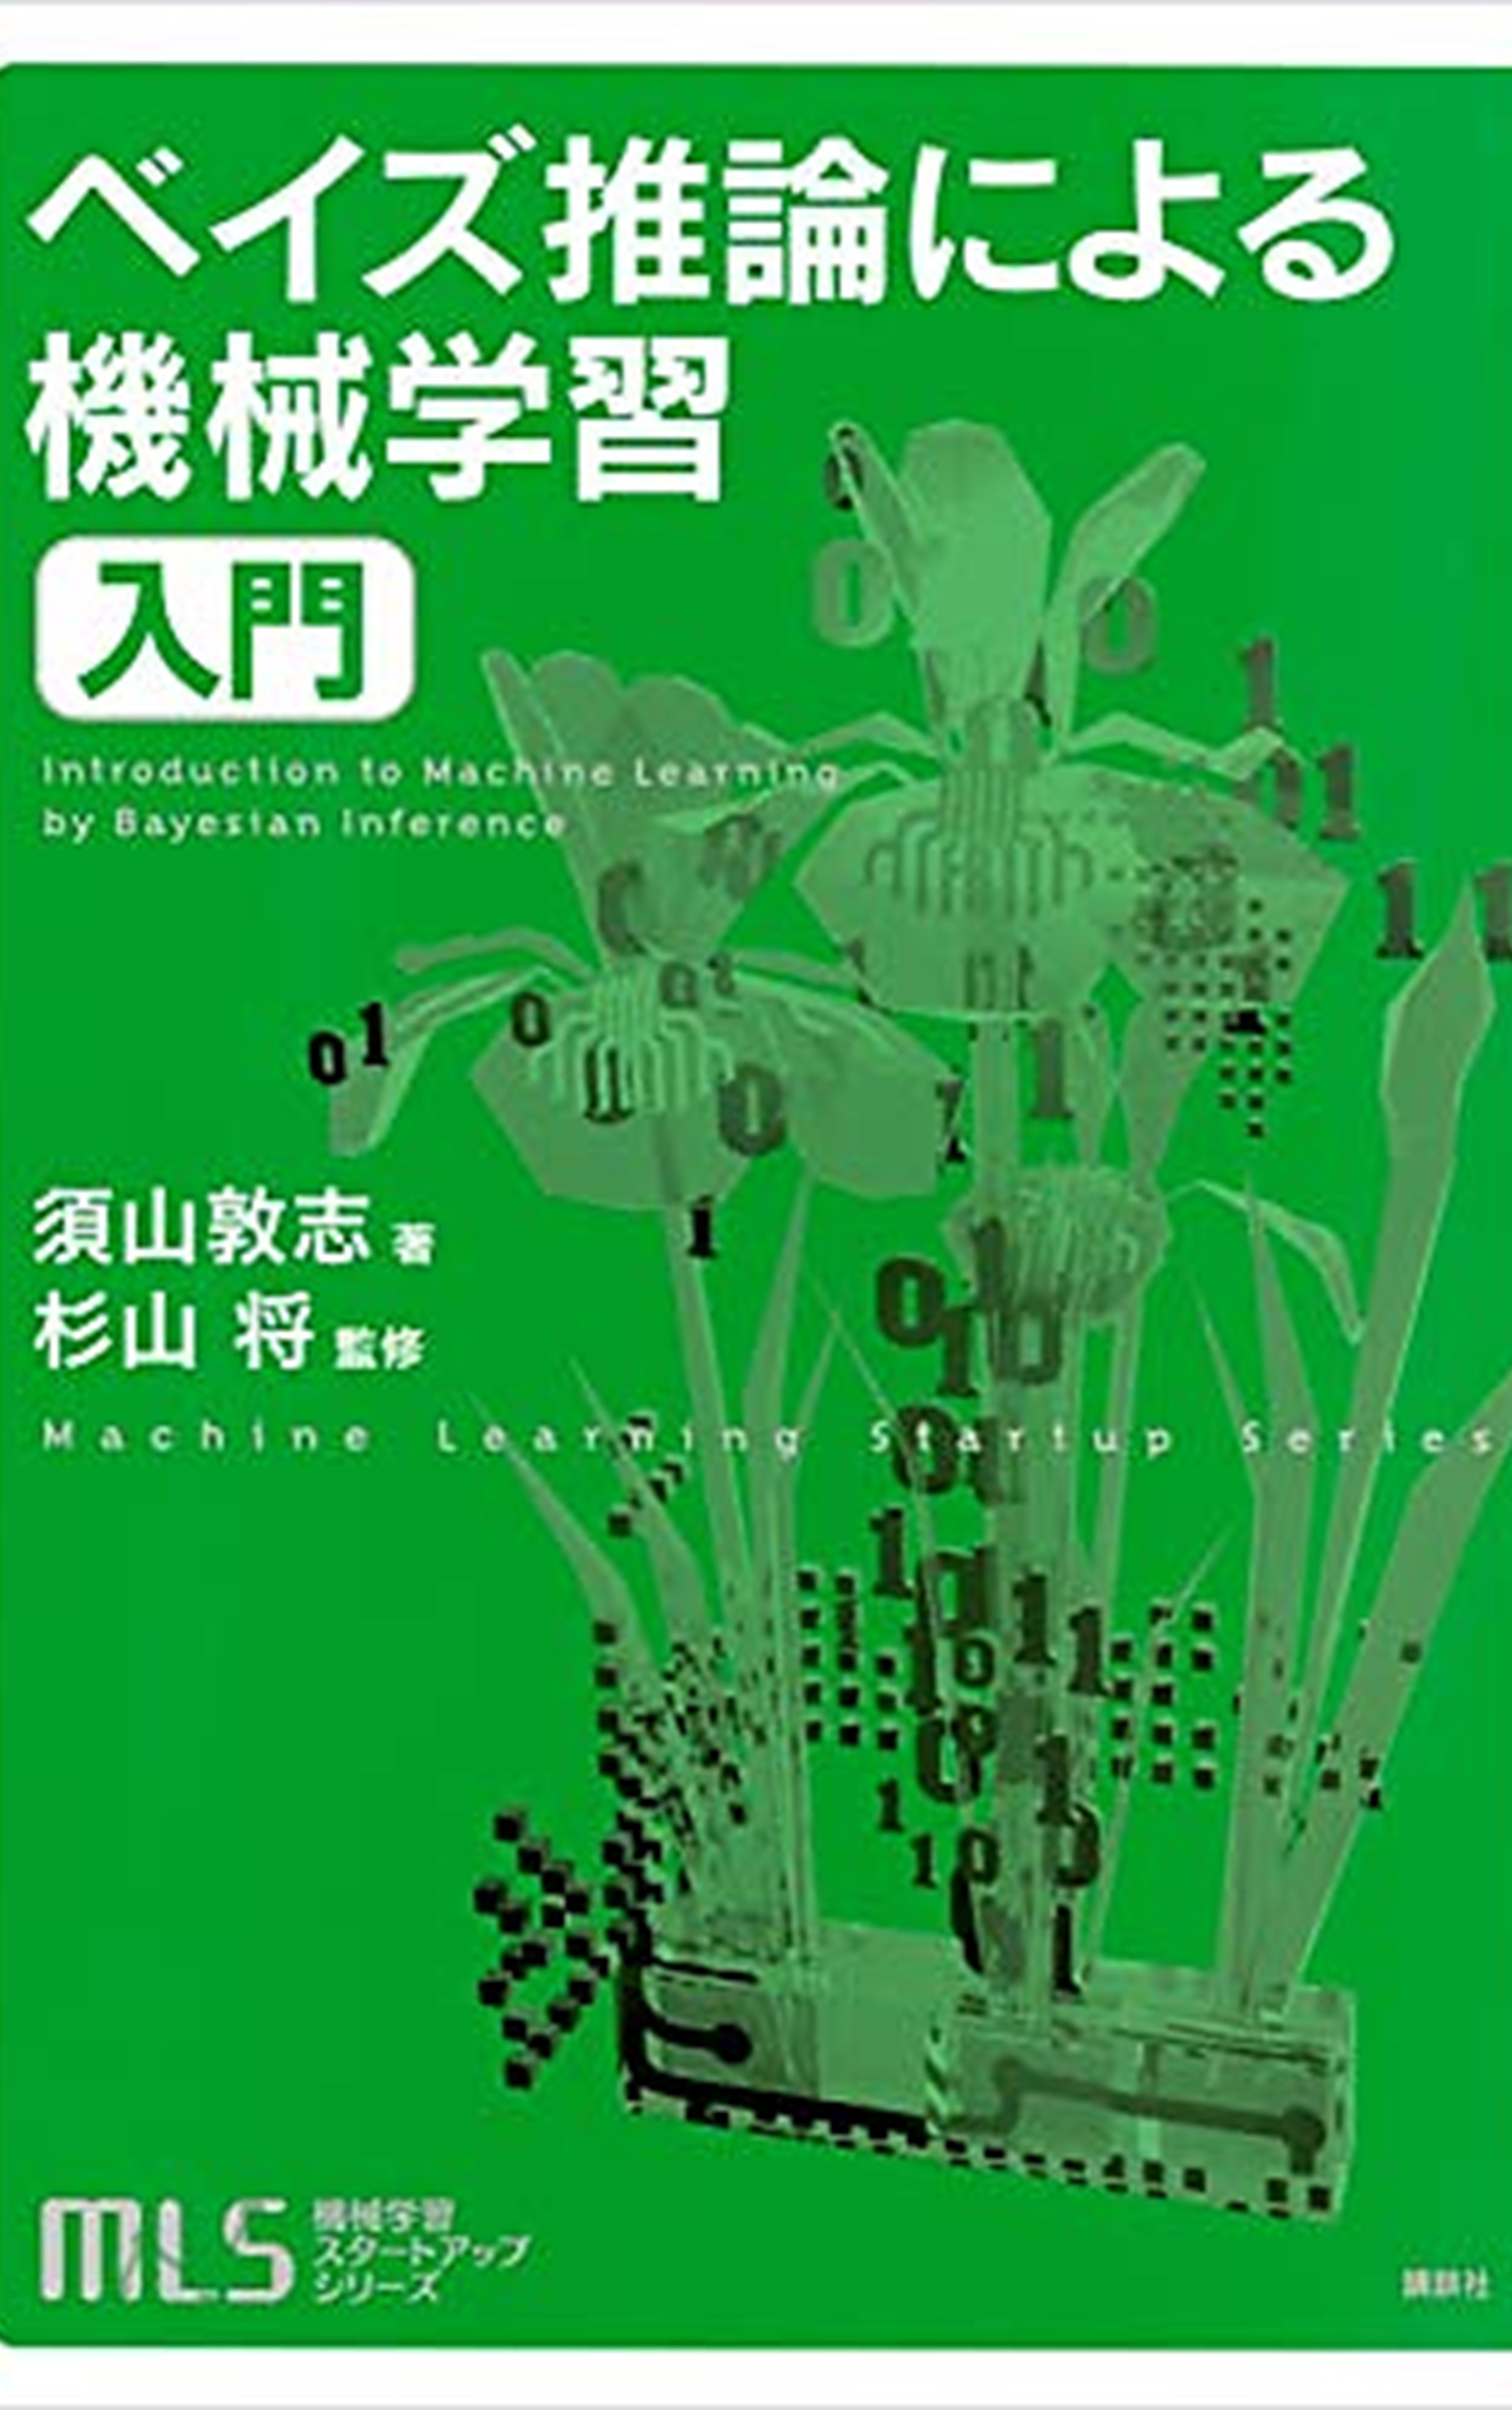 ベイズ推論による
機械学習
入門
Introduction to Machine Learning
by Bayesian Inference
須山敦志 著
杉山 将 監修
Machine Learning Startup Series
MLS
機械学習
スタートアップ
シリーズ
講談社